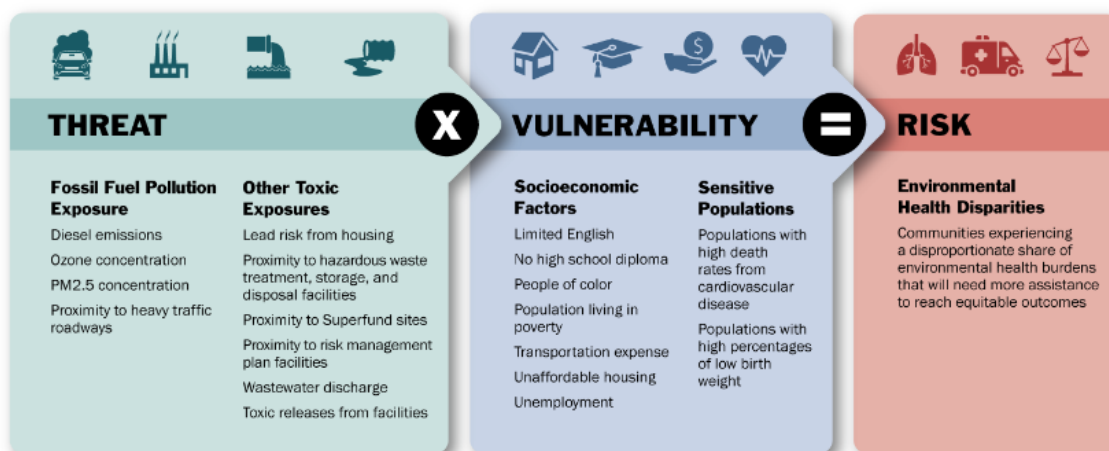 THREAT
X
VULNERABILITY
=
RISK
Fossil Fuel Pollution
Exposure
Diesel emissions
Ozone concentration
PM2.5 concentration
Proximity to heavy traffic
roadways
Other Toxic
Exposures
Lead risk from housing
Proximity to hazardous waste
treatment, storage, and
disposal facilities
Proximity to Superfund sites
Proximity to risk management
plan facilities
Wastewater discharge
Toxic releases from facilities
Socioeconomic
Factors
Limited English
No high school diploma
People of color
Population living in
poverty
Transportation expense
Unaffordable housing
Unemployment
Sensitive
Populations
Populations with
high death
rates from
cardiovascular
disease
Populations with
high percentages
of low birth
weight
Environmental
Health Disparities
Communities experiencing
a disproportionate share of
environmental health burdens
that will need more assistance
to reach equitable outcomes
$